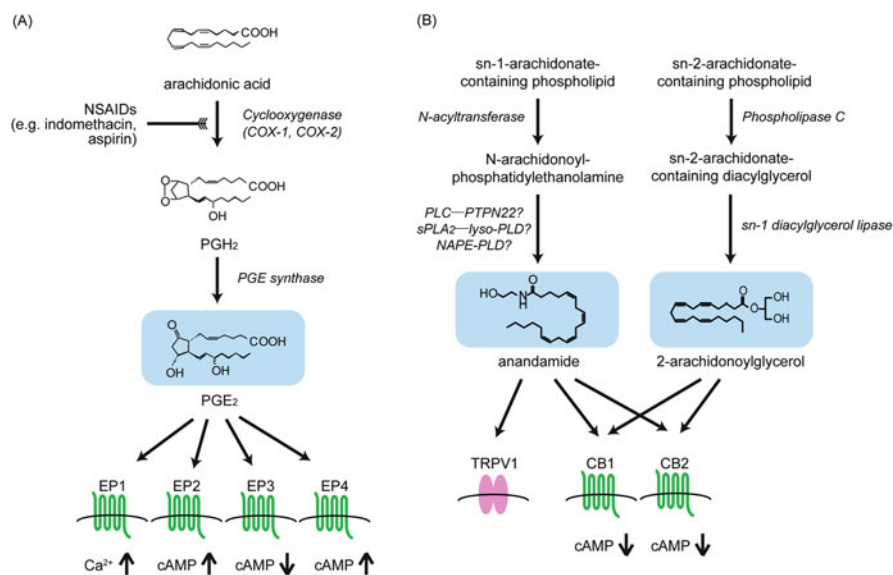 (A)
COOH
arachidonic acid
NSAIDs
(e.g. indomethacin,
aspirin)
Cyclooxygenase
(COX-1, COX-2)
O
O
COOH
OH
PGH2
PGE synthase
O
COOH
OH
OH
PGE2
EP1
EP2
EP3
EP4
Ca2+
cAMP
cAMP
cAMP
(B)
sn-1-arachidonate-
containing phospholipid
N-acyltransferase
N-arachidonoyl-
phosphatidylethanolamine
PLC—PTPN22?
sPLA2—lyso-PLD?
NAPE-PLD?
HO
N
H
O
anandamide
sn-2-arachidonate-
containing phospholipid
Phospholipase C
sn-2-arachidonate-
containing diacylglycerol
sn-1 diacylglycerol lipase
O
O
OH
OH
2-arachidonoylglycerol
TRPV1
CB1
CB2
cAMP
cAMP